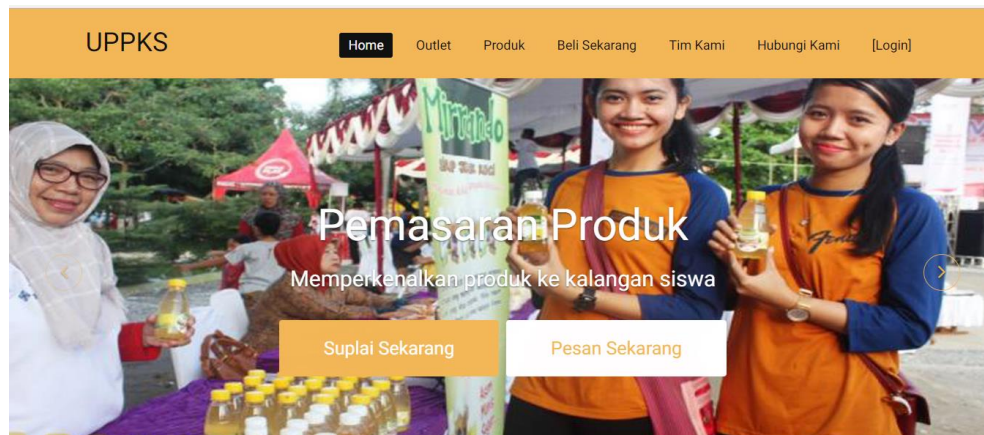 UPPKS
Home Outlet Produk Beli Sekarang Tim Kami Hubungi Kami [Login]
Mirrando
Pemasaran Produk
Memperkenalkan produk ke kalangan siswa
Suplai Sekarang Pesan Sekarang